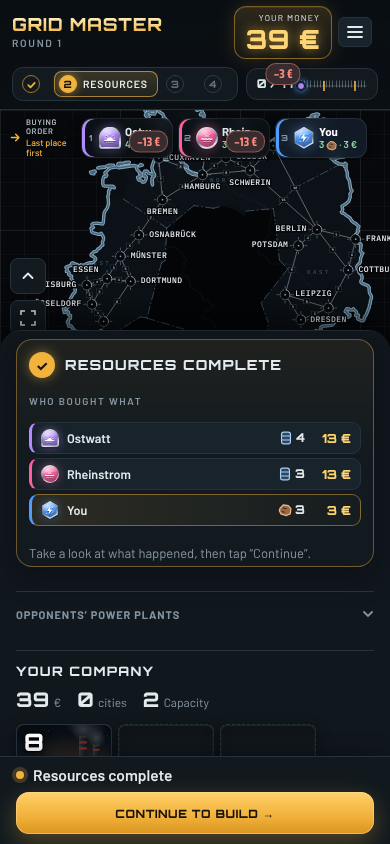 GRID MASTER
ROUND 1
YOUR MONEY
39 €
2 RESOURCES 3 4
-3 €
BUYING ORDER
Last place first
1
-13 €
2
-13 €
3 You
3 · 3 €
HAMBURG
SCHWERIN
BREMEN
OSNABRÜCK
BERLIN
POTSDAM
MÜNSTER
ESSEN
EAST
DORTMUND
LEIPZIG
DRESDEN
RESOURCES COMPLETE
WHO BOUGHT WHAT
Ostwatt 4 13 €
Rheinstrom 3 13 €
You 3 3 €
Take a look at what happened, then tap “Continue”.
OPPONENTS’ POWER PLANTS
YOUR COMPANY
39 € 0 cities 2 Capacity
8
Resources complete
CONTINUE TO BUILD →